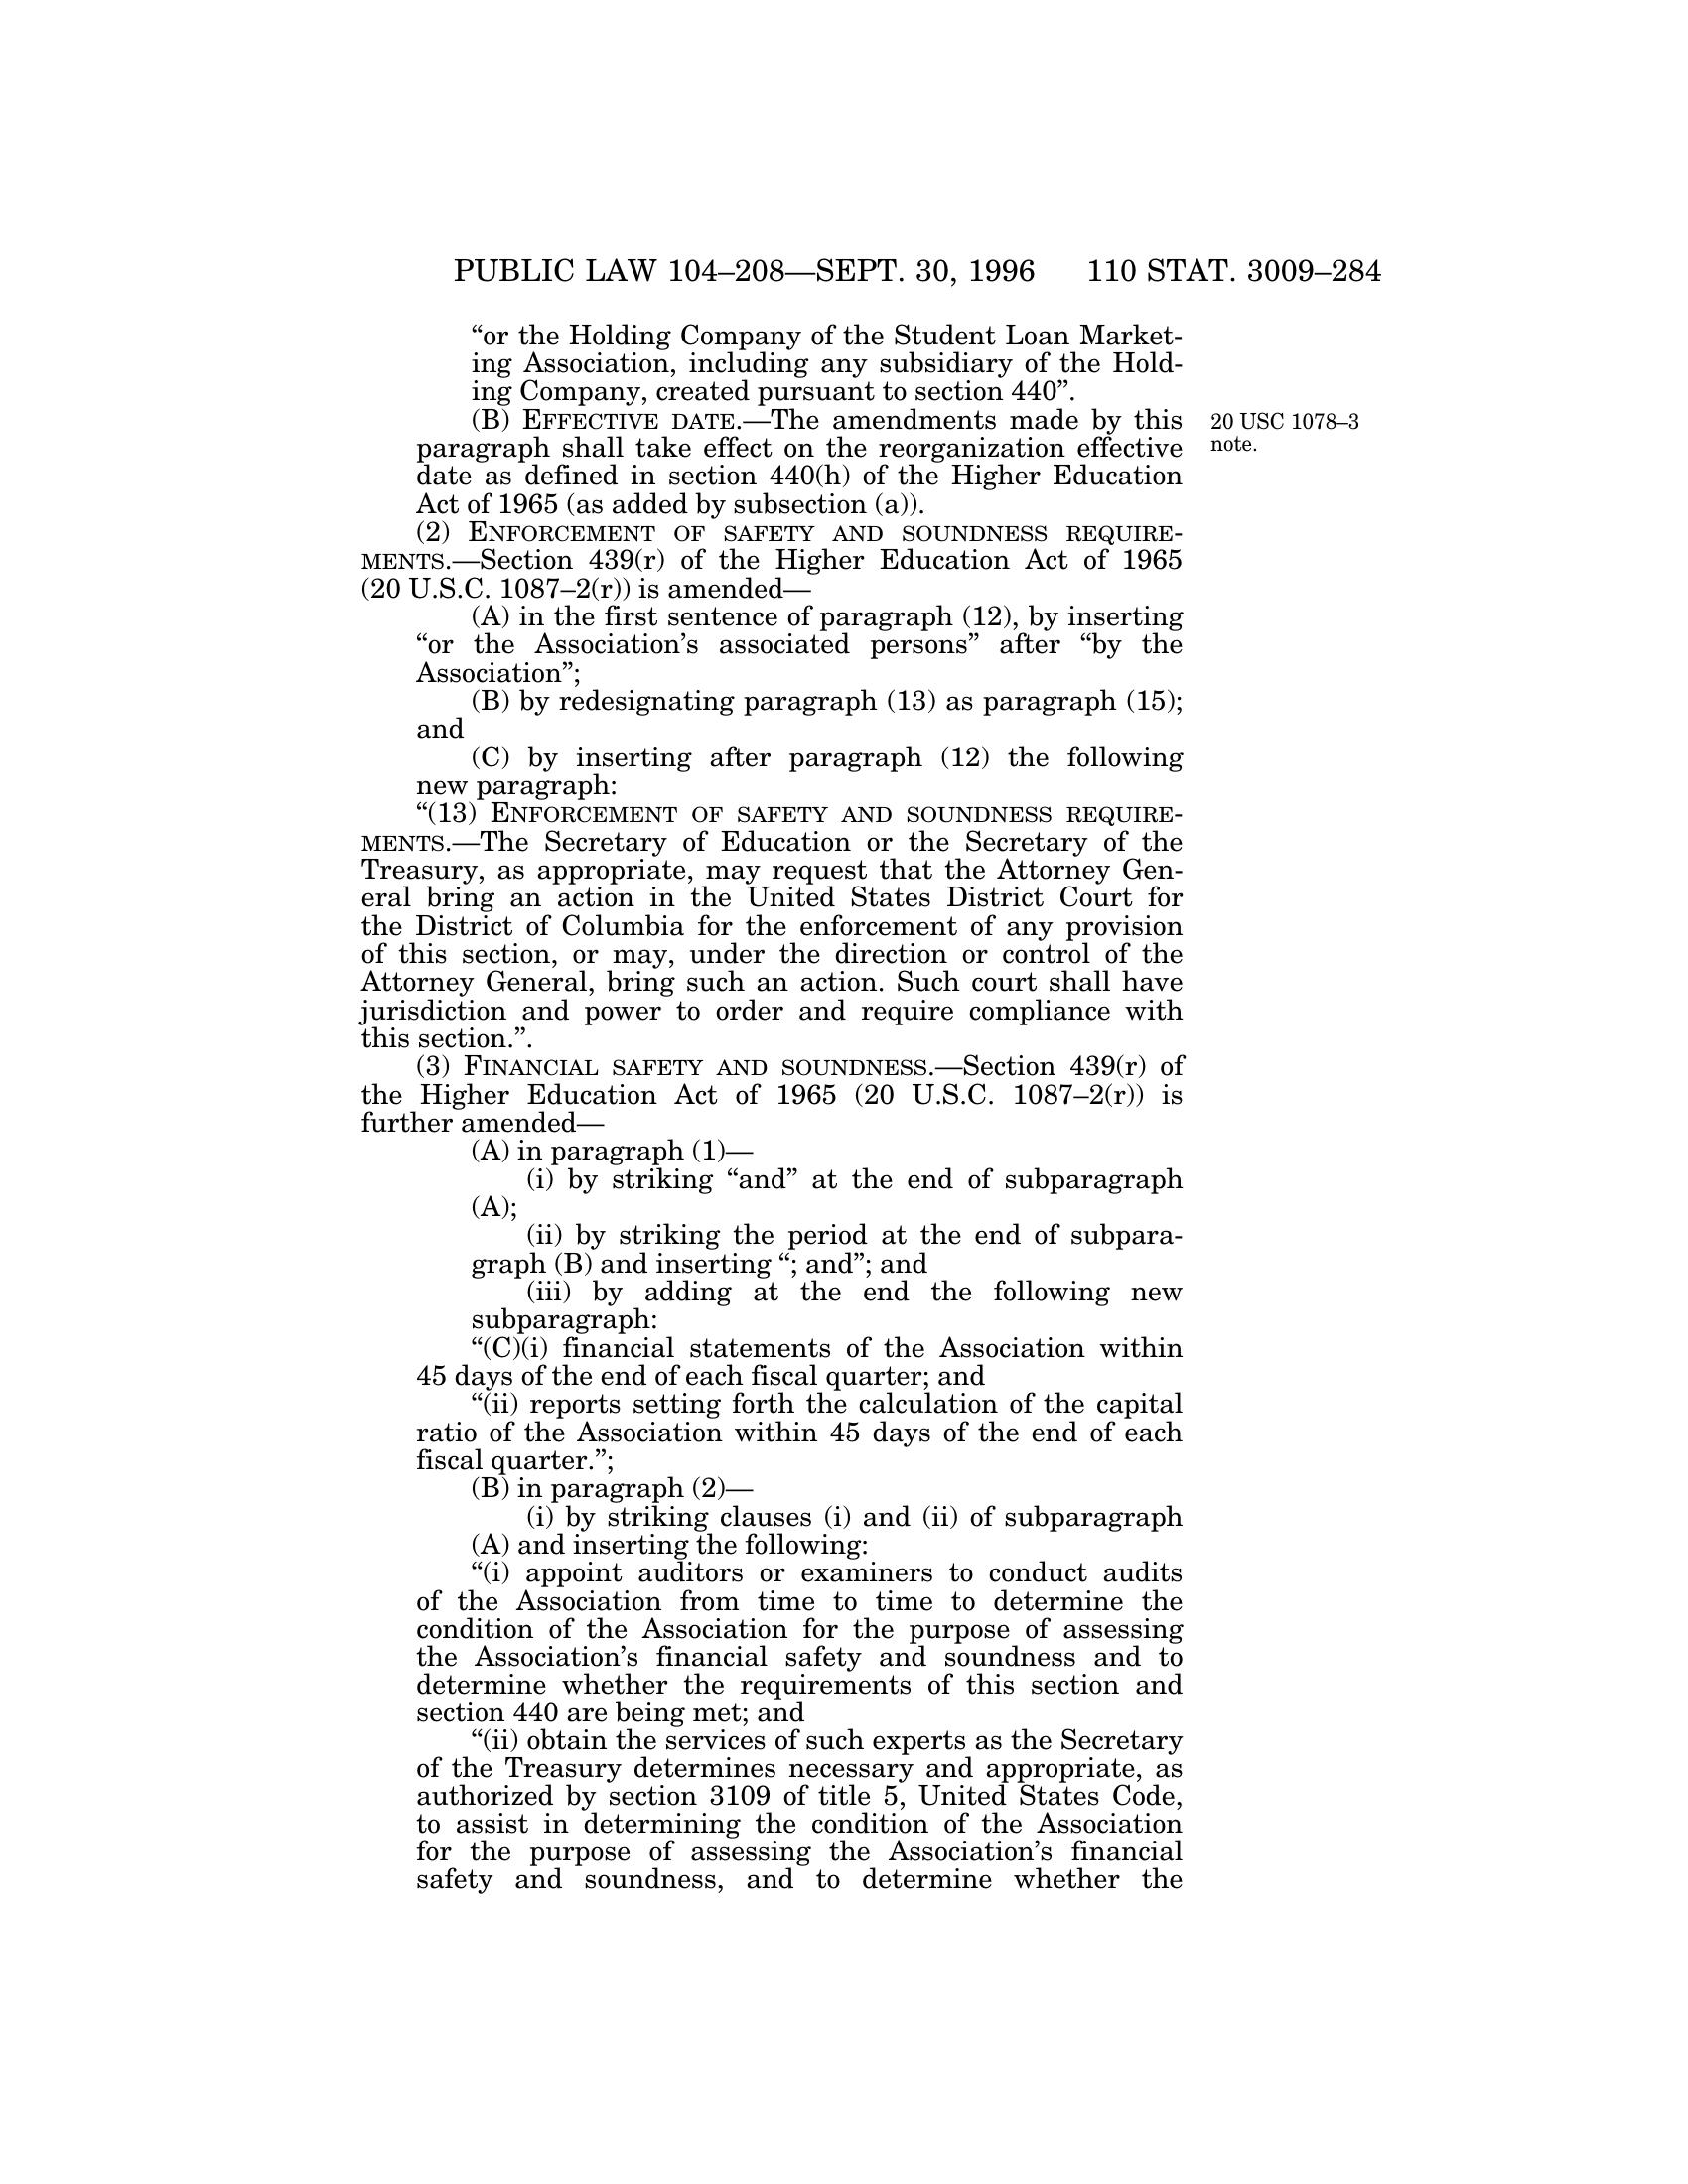 PUBLIC LAW 104–208—SEPT. 30, 1996 110 STAT. 3009–284
“or the Holding Company of the Student Loan Market-
ing Association, including any subsidiary of the Hold-
ing Company, created pursuant to section 440”.
(B) EFFECTIVE DATE.—The amendments made by this
paragraph shall take effect on the reorganization effective
date as defined in section 440(h) of the Higher Education
Act of 1965 (as added by subsection (a)).
20 USC 1078–3
note.
(2) ENFORCEMENT OF SAFETY AND SOUNDNESS REQUIRE-
MENTS.—Section 439(r) of the Higher Education Act of 1965
(20 U.S.C. 1087–2(r)) is amended—
(A) in the first sentence of paragraph (12), by inserting
“or the Association’s associated persons” after “by the
Association”;
(B) by redesignating paragraph (13) as paragraph (15);
and
(C) by inserting after paragraph (12) the following
new paragraph:
“(13) ENFORCEMENT OF SAFETY AND SOUNDNESS REQUIRE-
MENTS.—The Secretary of Education or the Secretary of the
Treasury, as appropriate, may request that the Attorney Gen-
eral bring an action in the United States District Court for
the District of Columbia for the enforcement of any provision
of this section, or may, under the direction or control of the
Attorney General, bring such an action. Such court shall have
jurisdiction and power to order and require compliance with
this section.”.
(3) FINANCIAL SAFETY AND SOUNDNESS.—Section 439(r) of
the Higher Education Act of 1965 (20 U.S.C. 1087–2(r)) is
further amended—
(A) in paragraph (1)—
(i) by striking “and” at the end of subparagraph
(A);
(ii) by striking the period at the end of subpara-
graph (B) and inserting “; and”; and
(iii) by adding at the end the following new
subparagraph:
“(C)(i) financial statements of the Association within
45 days of the end of each fiscal quarter; and
“(ii) reports setting forth the calculation of the capital
ratio of the Association within 45 days of the end of each
fiscal quarter.”;
(B) in paragraph (2)—
(i) by striking clauses (i) and (ii) of subparagraph
(A) and inserting the following:
“(i) appoint auditors or examiners to conduct audits
of the Association from time to time to determine the
condition of the Association for the purpose of assessing
the Association’s financial safety and soundness and to
determine whether the requirements of this section and
section 440 are being met; and
“(ii) obtain the services of such experts as the Secretary
of the Treasury determines necessary and appropriate, as
authorized by section 3109 of title 5, United States Code,
to assist in determining the condition of the Association
for the purpose of assessing the Association’s financial
safety and soundness, and to determine whether the